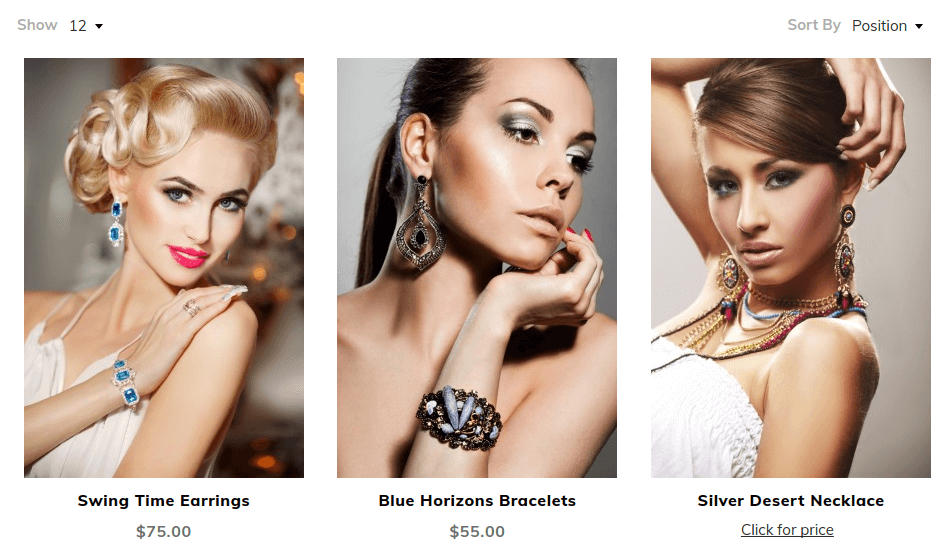 Show 12 Sort By Position
Swing Time Earrings Blue Horizons Bracelets Silver Desert Necklace
$75.00 $55.00 Click for price